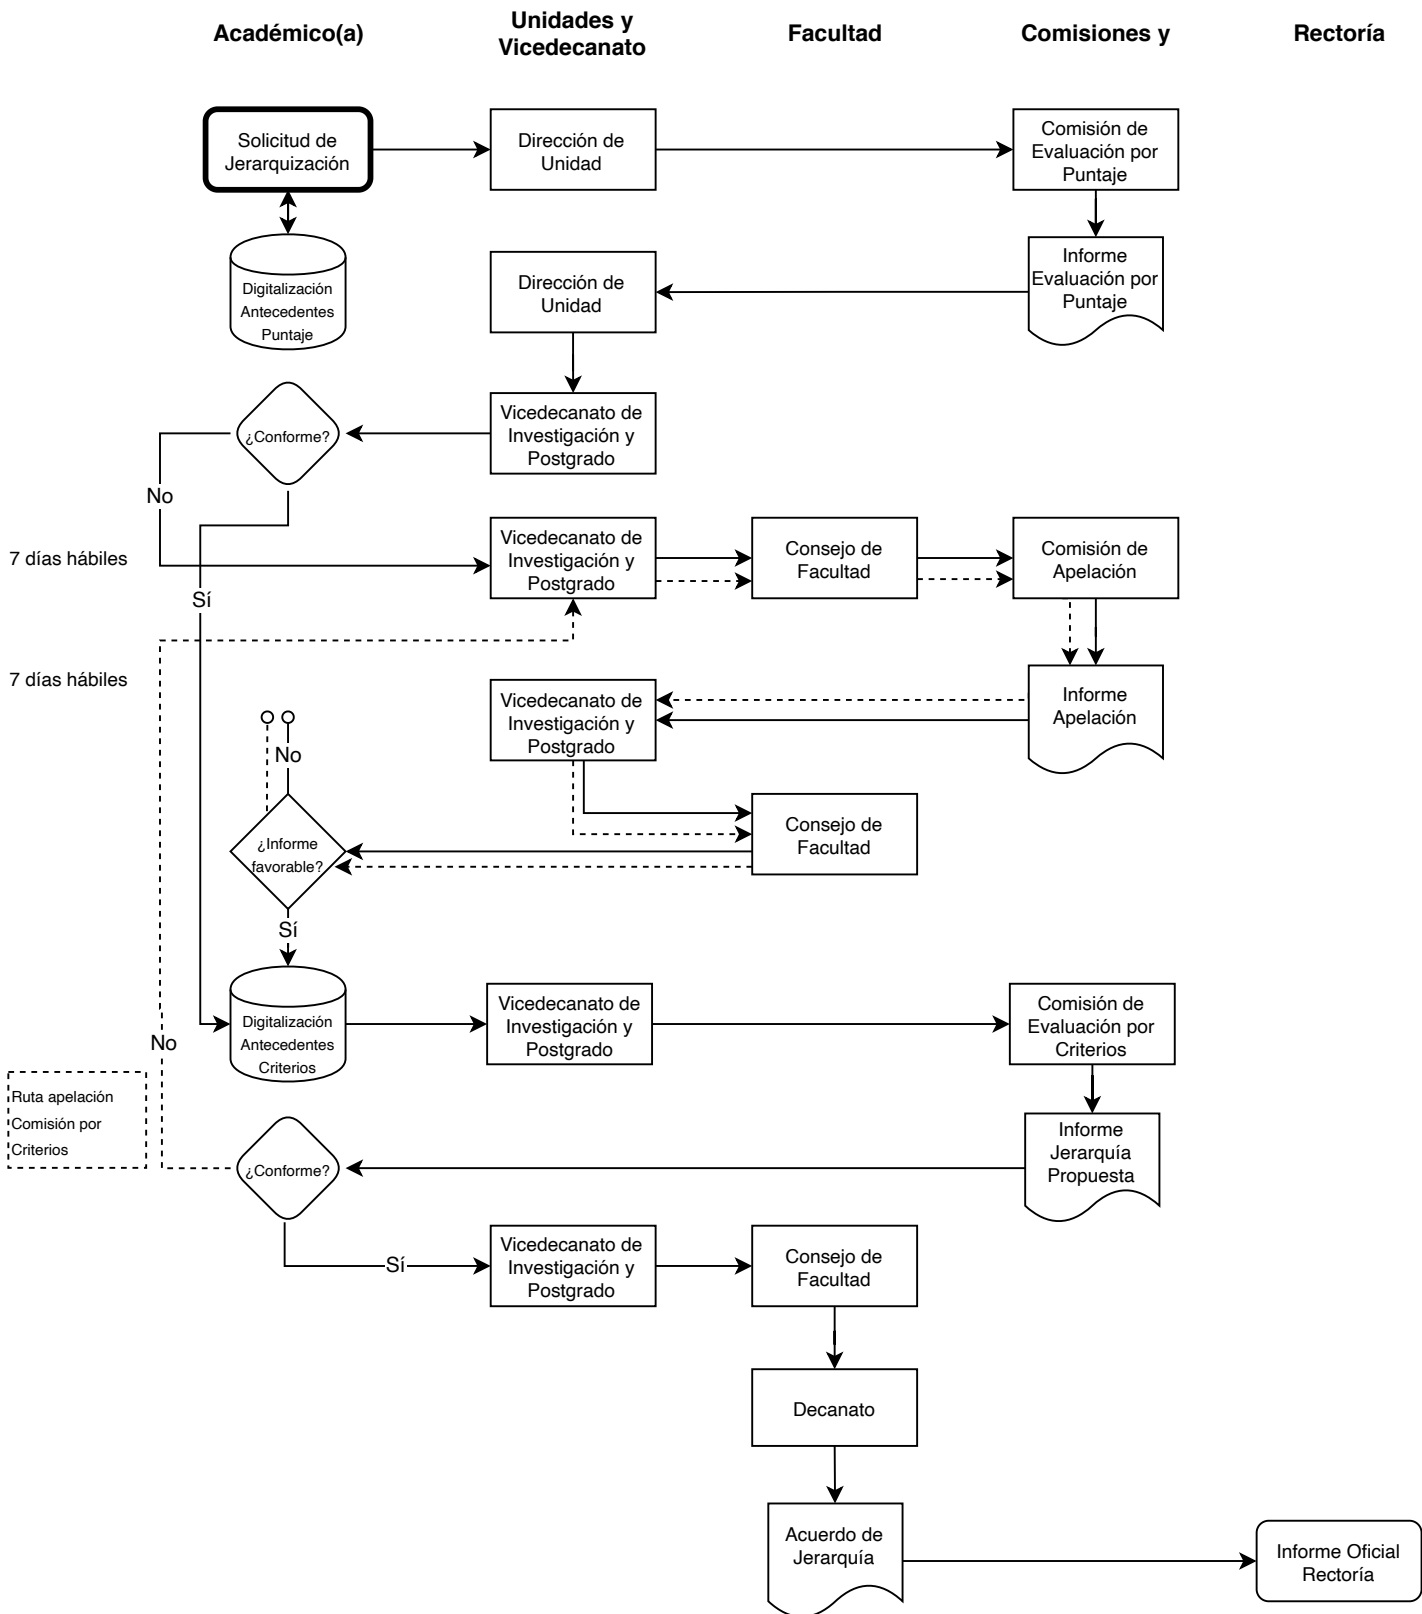 Académico(a)
Unidades y
Vicedecanato
Facultad
Comisiones y
Rectoría
Solicitud de
Jerarquización
Dirección de
Unidad
Comisión de
Evaluación por
Puntaje
Digitalización
Antecedentes
Puntaje
Dirección de
Unidad
Informe
Evaluación por
Puntaje
¿Conforme?
Vicedecanato de
Investigación y
Postgrado
No
7 días hábiles
Vicedecanato de
Investigación y
Postgrado
Consejo de
Facultad
Comisión de
Apelación
Sí
7 días hábiles
Vicedecanato de
Investigación y
Postgrado
Informe
Apelación
No
¿Informe
favorable?
Consejo de
Facultad
Sí
Digitalización
Antecedentes
Criterios
Vicedecanato de
Investigación y
Postgrado
Comisión de
Evaluación por
Criterios
No
Ruta apelación
Comisión por
Criterios
¿Conforme?
Informe
Jerarquía
Propuesta
Sí
Vicedecanato de
Investigación y
Postgrado
Consejo de
Facultad
Decanato
Acuerdo de
Jerarquía
Informe Oficial
Rectoría